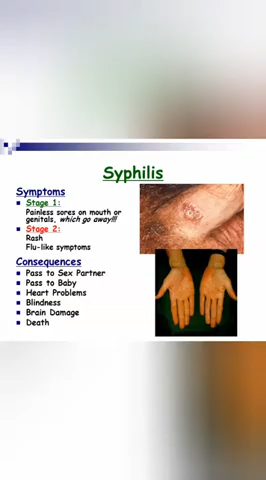 Syphilis
Symptoms
Stage 1:
Painless sores on mouth or
genitals, which go away!!!
Stage 2:
Rash
Flu-like symptoms
Consequences
Pass to Sex Partner
Pass to Baby
Heart Problems
Blindness
Brain Damage
Death